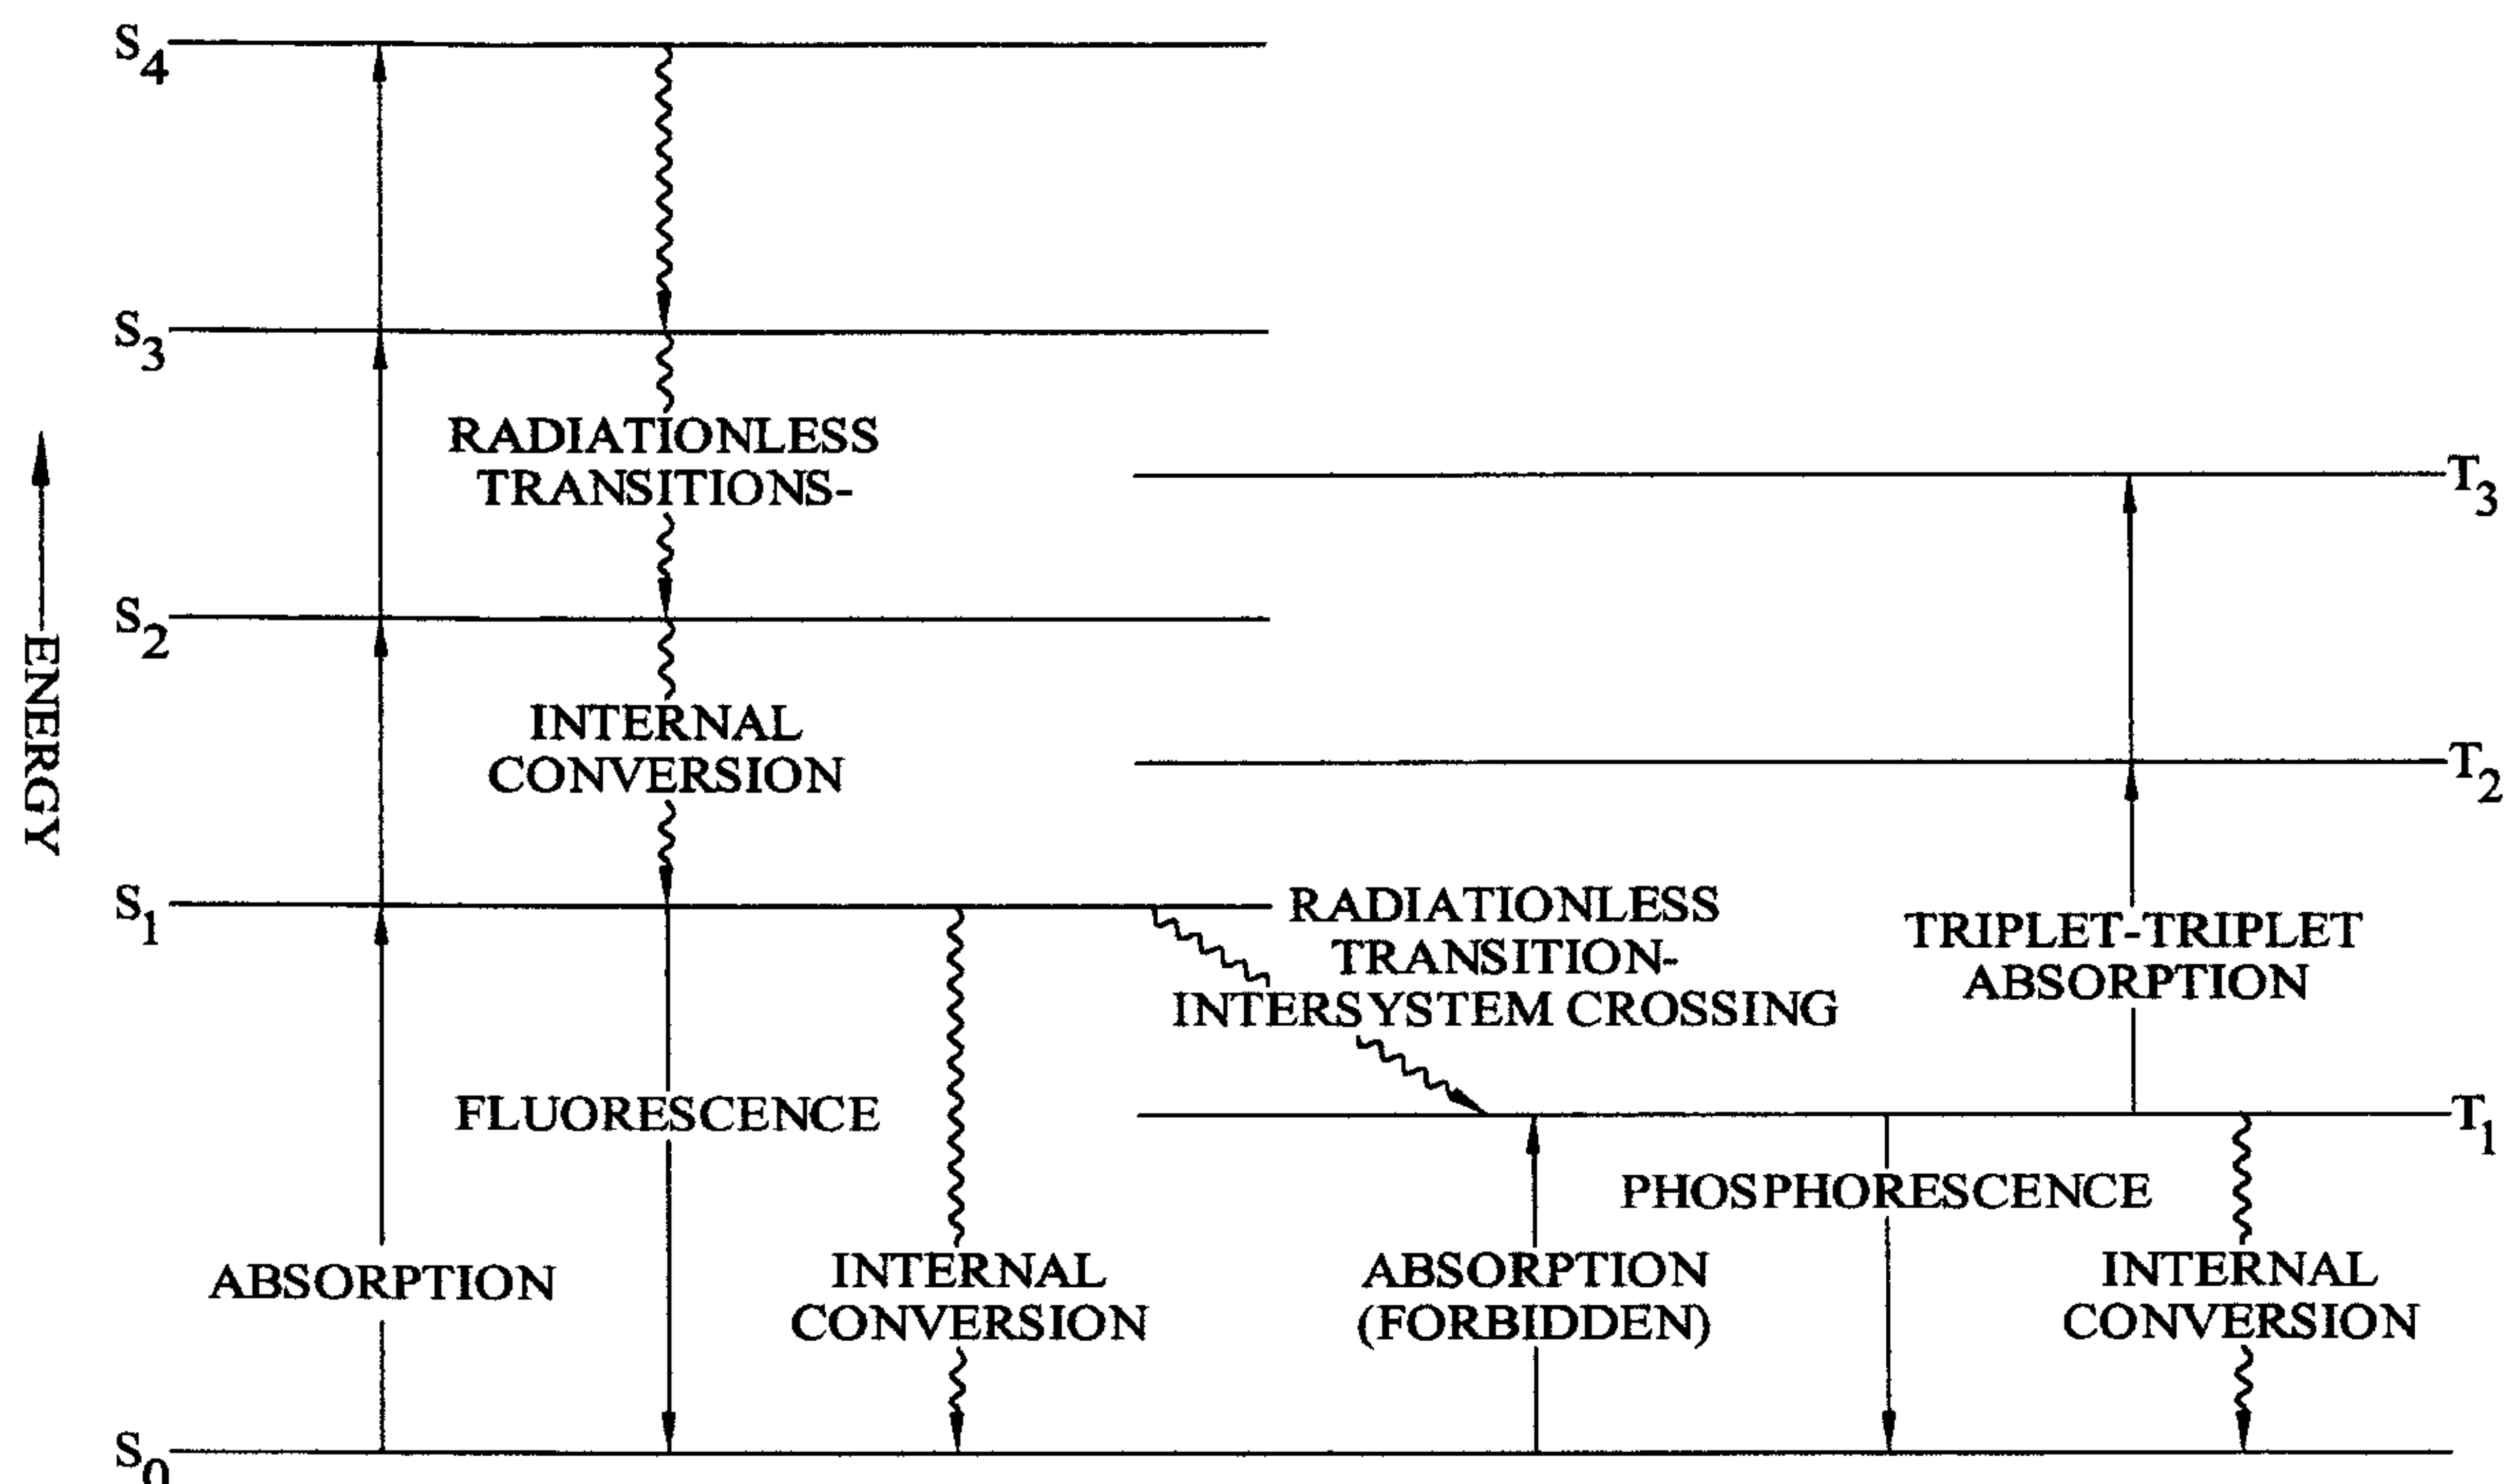 S4
S3
RADIATIONLESS
TRANSITIONS-
T3
S2
ENERGY
INTERNAL
CONVERSION
T2
S1
RADIATIONLESS
TRANSITION-
INTERSYSTEM CROSSING
TRIPLET-TRIPLET
ABSORPTION
FLUORESCENCE
T1
PHOSPHORESCENCE
ABSORPTION
INTERNAL
CONVERSION
ABSORPTION
(FORBIDDEN)
INTERNAL
CONVERSION
S0